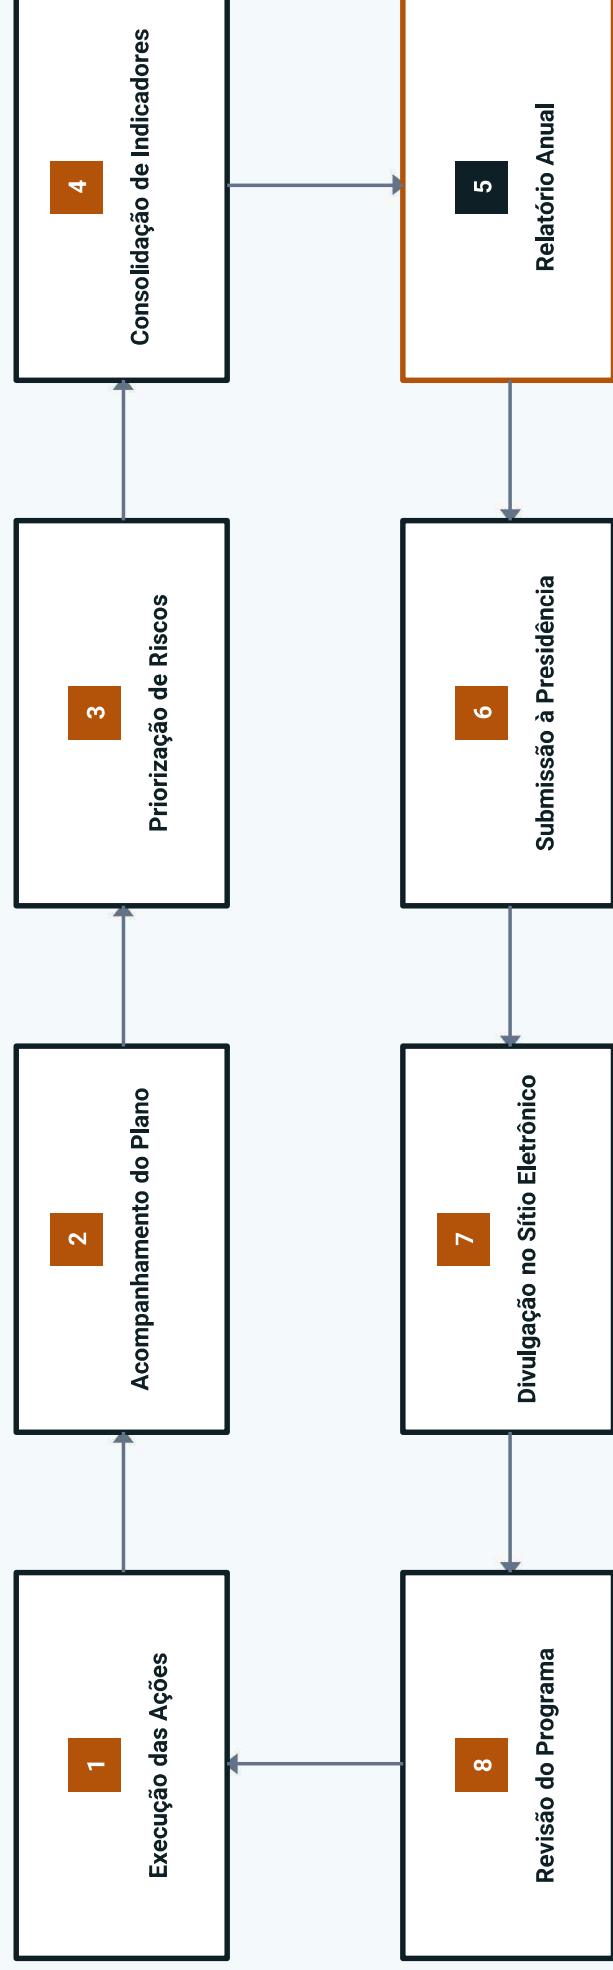 1
Execução das Ações
2
Acompanhamento do Plano
3
Priorização de Riscos
4
Consolidação de Indicadores
5
Relatório Anual
6
Submissão à Presidência
7
Divulgação no Sítio Eletrônico
8
Revisão do Programa